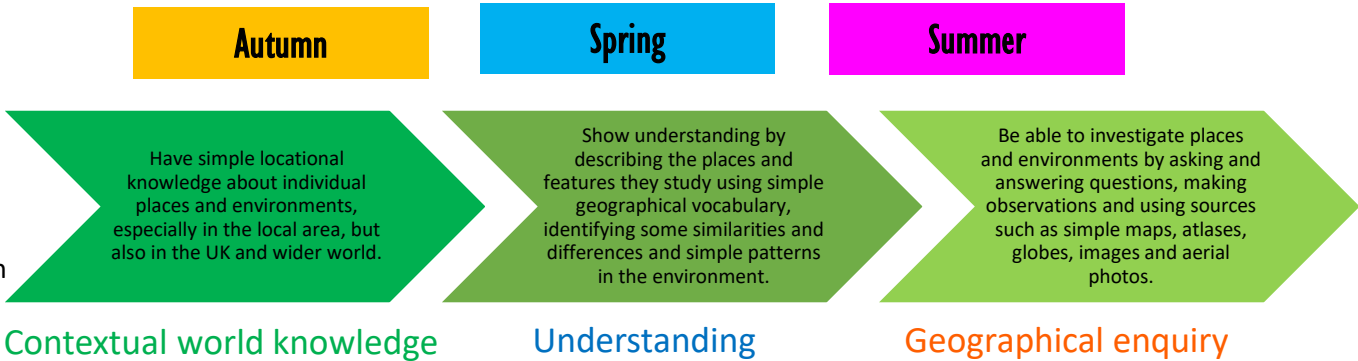 Autumn
Spring
Summer
Have simple locational
knowledge about individual
places and environments,
especially in the local area, but
also in the UK and wider world.
Show understanding by
describing the places and
features they study using simple
geographical vocabulary,
identifying some similarities and
differences and simple patterns
in the environment.
Be able to investigate places
and environments by asking and
answering questions, making
observations and using sources
such as simple maps, atlases,
globes, images and aerial
photos.
Contextual world knowledge
Understanding
Geographical enquiry